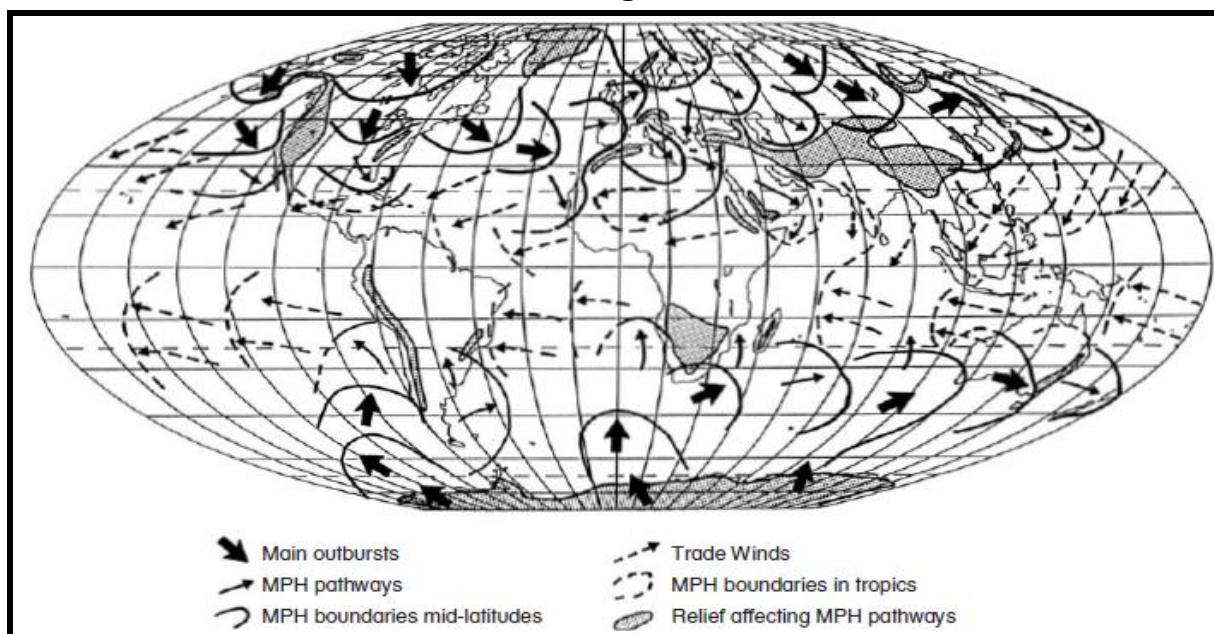 Main outbursts
MPH pathways
MPH boundaries mid-latitudes
Trade Winds
MPH boundaries in tropics
Relief affecting MPH pathways